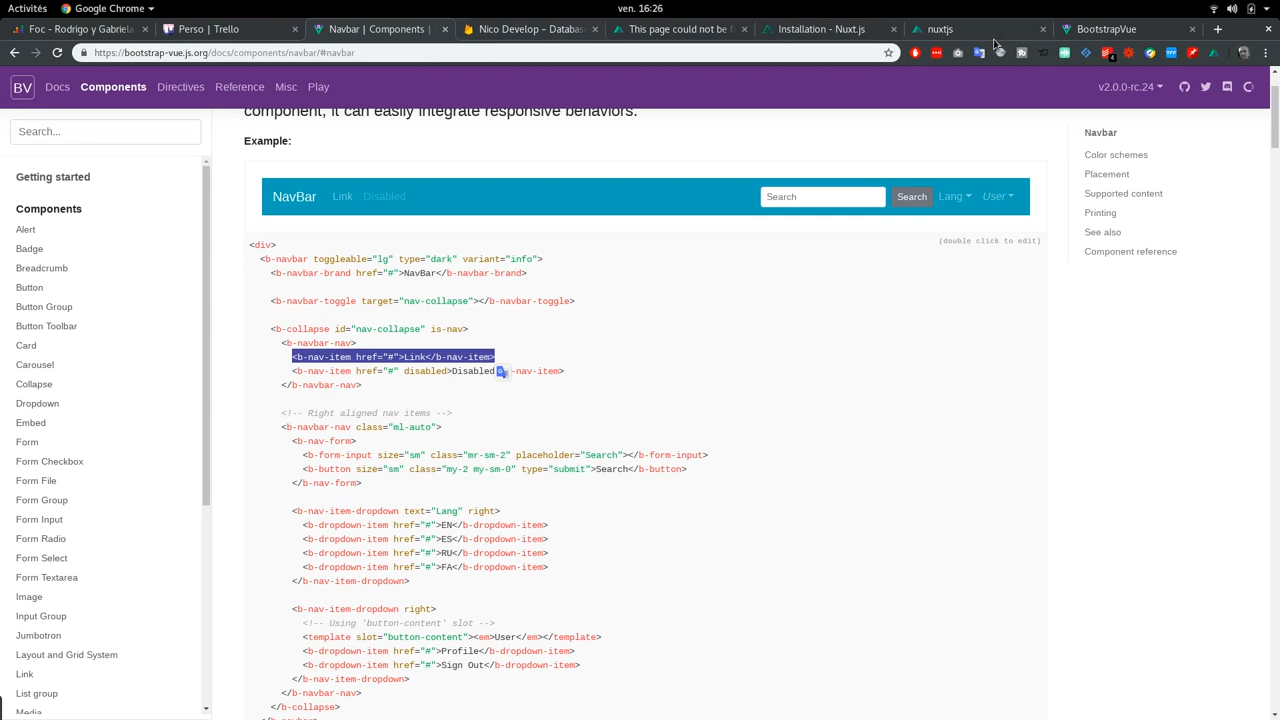 Activités
Google Chrome
ven. 16:26
Foc - Rodrigo y Gabriela
Perso | Trello
Navbar | Components |
Nico Develop – Databas
This page could not be f
Installation - Nuxt.js
nuxtjs
BootstrapVue
https://bootstrap-vue.js.org/docs/components/navbar/#navbar
4
BV
Docs
Components
Directives
Reference
Misc
Play
v2.0.0-rc.24
component, it can easily integrate responsive behaviors.
Search...
Getting started
Components
Alert
Badge
Breadcrumb
Button
Button Group
Button Toolbar
Card
Carousel
Collapse
Dropdown
Embed
Form
Form Checkbox
Form File
Form Group
Form Input
Form Radio
Form Select
Form Textarea
Image
Input Group
Jumbotron
Layout and Grid System
Link
List group
Media
Example:
NavBar
Link
Disabled
Search
Search
Lang
User
(double click to edit)
<div>
<b-navbar toggleable="lg" type="dark" variant="info">
<b-navbar-brand href="#">NavBar</b-navbar-brand>
<b-navbar-toggle target="nav-collapse"></b-navbar-toggle>
<b-collapse id="nav-collapse" is-nav>
<b-navbar-nav>
<b-nav-item href="#">Link</b-nav-item>
<b-nav-item href="#" disabled>Disabled -nav-item>
</b-navbar-nav>
<!-- Right aligned nav items -->
<b-navbar-nav class="ml-auto">
<b-nav-form>
<b-form-input size="sm" class="mr-sm-2" placeholder="Search"></b-form-input>
<b-button size="sm" class="my-2 my-sm-0" type="submit">Search</b-button>
</b-nav-form>
<b-nav-item-dropdown text="Lang" right>
<b-dropdown-item href="#">EN</b-dropdown-item>
<b-dropdown-item href="#">ES</b-dropdown-item>
<b-dropdown-item href="#">RU</b-dropdown-item>
<b-dropdown-item href="#">FA</b-dropdown-item>
</b-nav-item-dropdown>
<b-nav-item-dropdown right>
<!-- Using 'button-content' slot -->
<template slot="button-content"><em>User</em></template>
<b-dropdown-item href="#">Profile</b-dropdown-item>
<b-dropdown-item href="#">Sign Out</b-dropdown-item>
</b-nav-item-dropdown>
</b-navbar-nav>
</b-collapse>
</b-navbar>
Navbar
Color schemes
Placement
Supported content
Printing
See also
Component reference